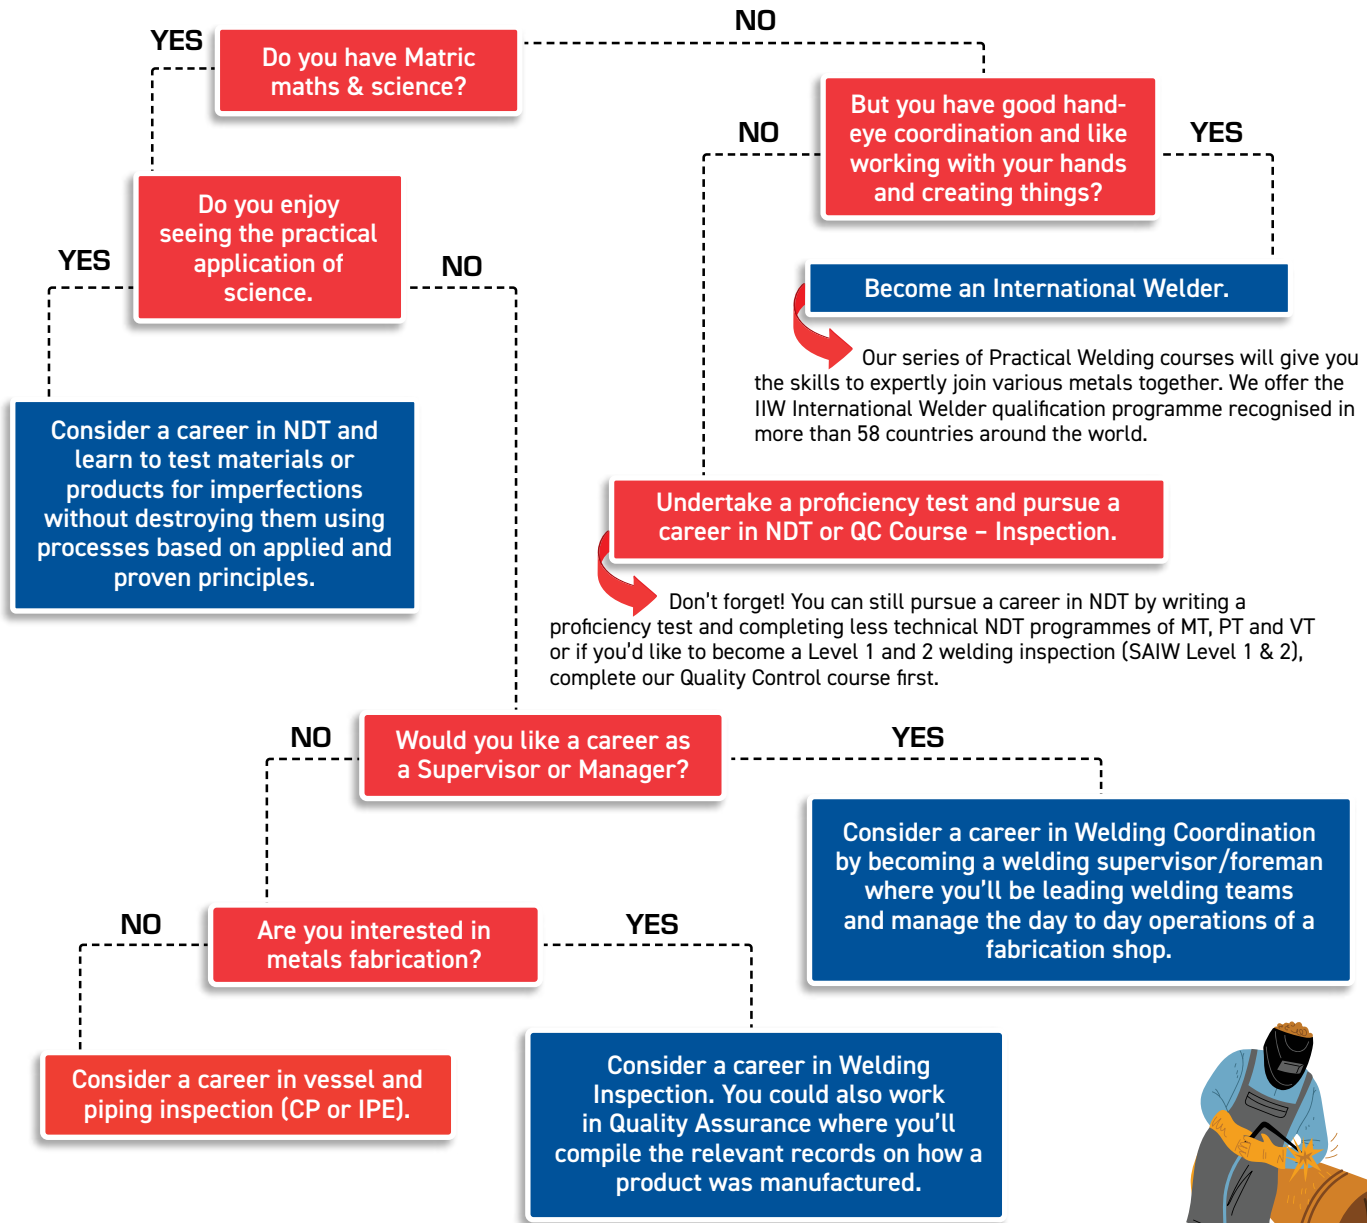 NO
YES
Do you have Matric
maths & science?
But you have good hand-
eye coordination and like
working with your hands
and creating things?
NO
YES
Do you enjoy
seeing the practical
application of
science.
YES
NO
Become an International Welder.
Our series of Practical Welding courses will give you
the skills to expertly join various metals together. We offer the
IIW International Welder qualification programme recognised in
more than 58 countries around the world.
Consider a career in NDT and
learn to test materials or
products for imperfections
without destroying them using
processes based on applied and
proven principles.
Undertake a proficiency test and pursue a
career in NDT or QC Course – Inspection.
Don't forget! You can still pursue a career in NDT by writing a
proficiency test and completing less technical NDT programmes of MT, PT and VT
or if you'd like to become a Level 1 and 2 welding inspection (SAIW Level 1 & 2),
complete our Quality Control course first.
NO
Would you like a career as
a Supervisor or Manager?
YES
Consider a career in Welding Coordination
by becoming a welding supervisor/foreman
where you'll be leading welding teams
and manage the day to day operations of a
fabrication shop.
NO
Are you interested in
metals fabrication?
YES
Consider a career in vessel and
piping inspection (CP or IPE).
Consider a career in Welding
Inspection. You could also work
in Quality Assurance where you'll
compile the relevant records on how a
product was manufactured.